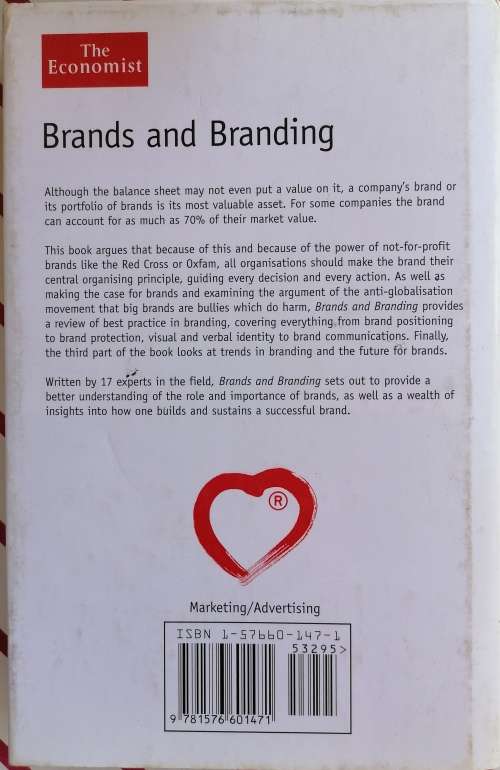 The
Economist
Brands and Branding
Although the balance sheet may not even put a value on it, a company's brand or
its portfolio of brands is its most valuable asset. For some companies the brand
can account for as much as 70% of their market value.
This book argues that because of this and because of the power of not-for-profit
brands like the Red Cross or Oxfam, all organisations should make the brand their
central organising principle, guiding every decision and every action. As well as
making the case for brands and examining the argument of the anti-globalisation
movement that big brands are bullies which do harm, Brands and Branding provides
a review of best practice in branding, covering everything from brand positioning
to brand protection, visual and verbal identity to brand communications. Finally,
the third part of the book looks at trends in branding and the future for brands.
Written by 17 experts in the field, Brands and Branding sets out to provide a
better understanding of the role and importance of brands, as well as a wealth of
insights into how one builds and sustains a successful brand.
®
Marketing/Advertising
ISBN 1-57660-147-1
53295>
9 781576 601471